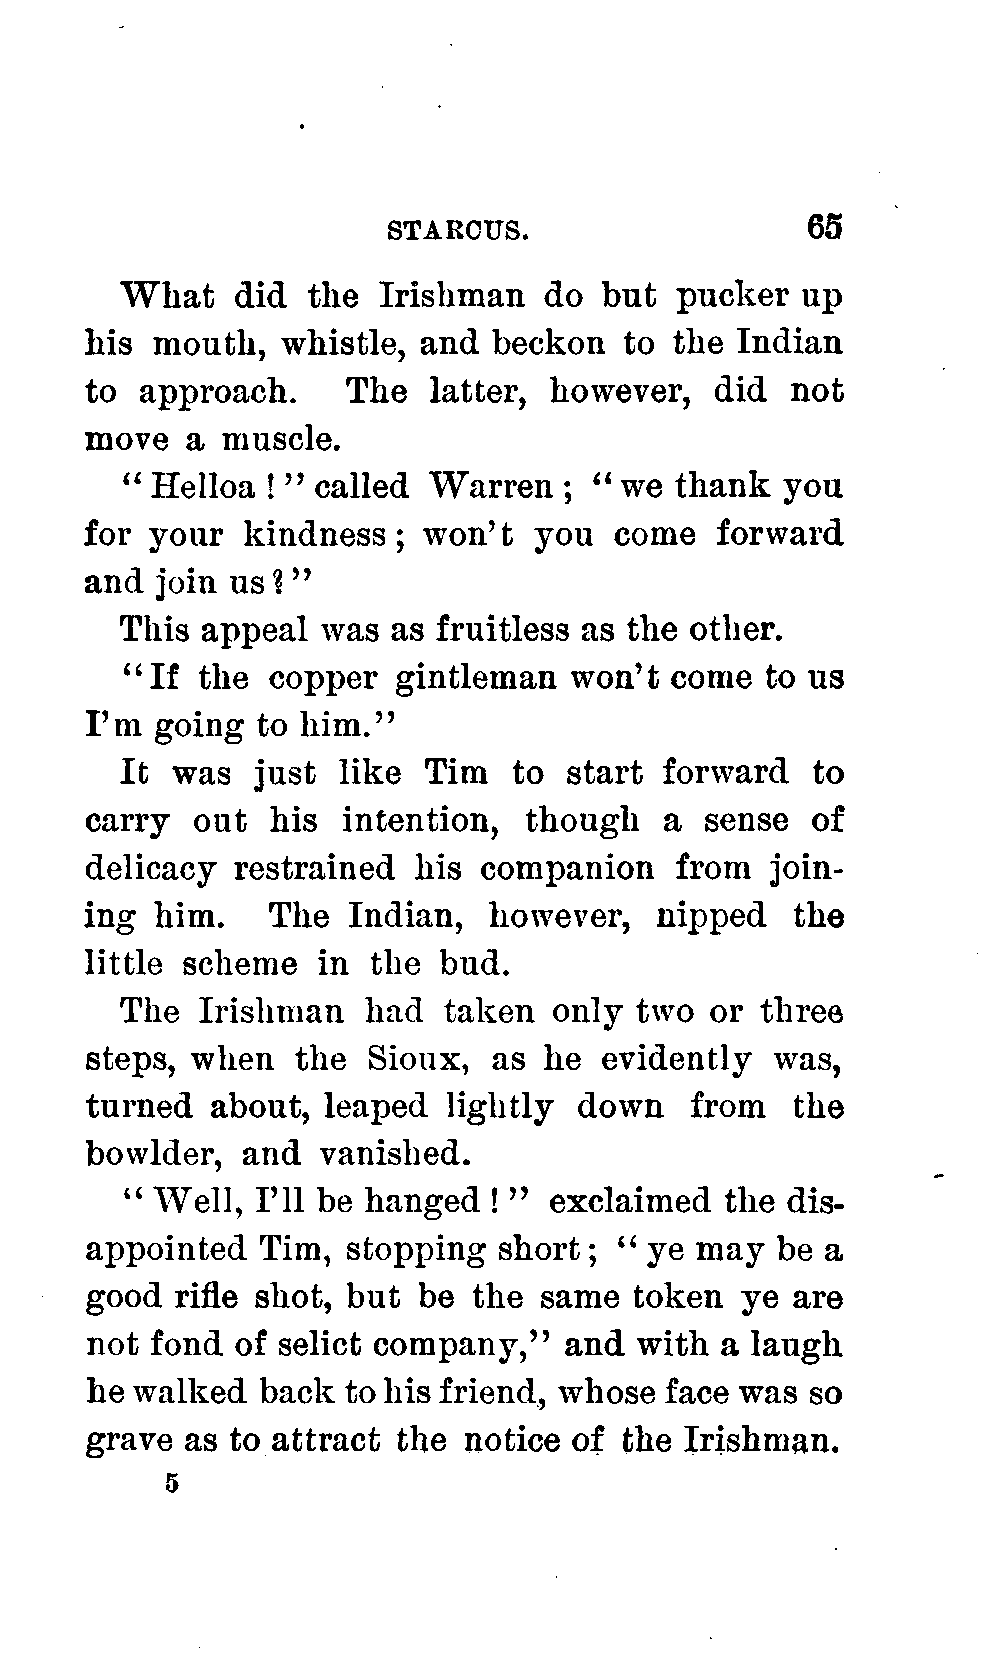 STARCUS. 65
What did the Irishman do but pucker up
his mouth, whistle, and beckon to the Indian
to approach. The latter, however, did not
move a muscle.
"Helloa!" called Warren; "we thank you
for your kindness; won't you come forward
and join us?"
This appeal was as fruitless as the other.
"If the copper gintleman won't come to us
I'm going to him."
It was just like Tim to start forward to
carry out his intention, though a sense of
delicacy restrained his companion from join-
ing him. The Indian, however, nipped the
little scheme in the bud.
The Irishman had taken only two or three
steps, when the Sioux, as he evidently was,
turned about, leaped lightly down from the
bowlder, and vanished.
"Well, I'll be hanged!" exclaimed the dis-
appointed Tim, stopping short; "ye may be a
good rifle shot, but be the same token ye are
not fond of selict company," and with a laugh
he walked back to his friend, whose face was so
grave as to attract the notice of the Irishman.
5